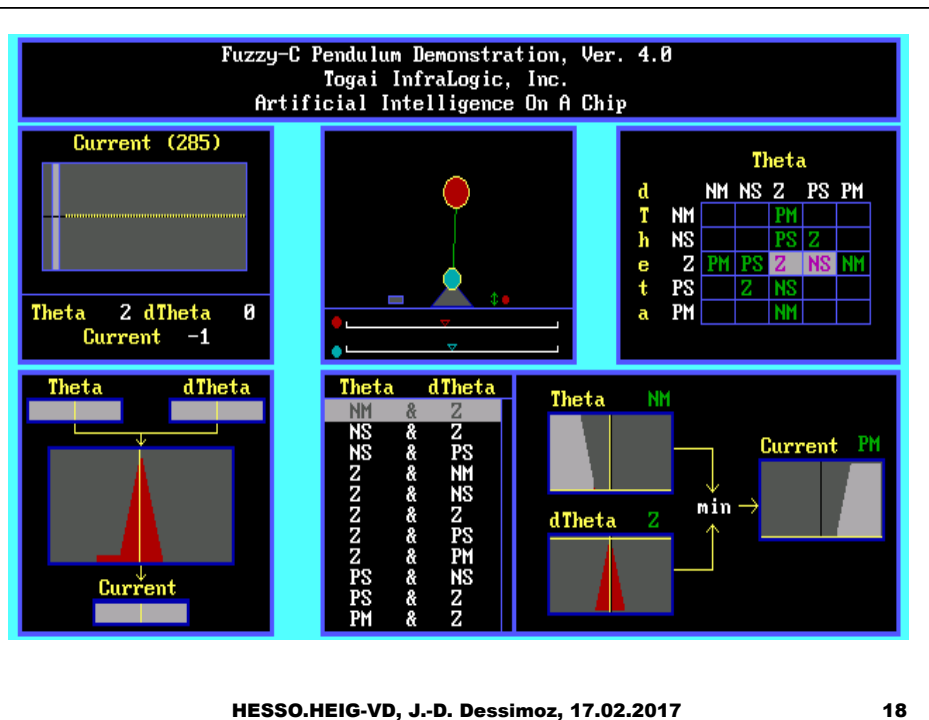 Fuzzy-C Pendulum Demonstration, Ver. 4.0
Togai InfraLogic, Inc.
Artificial Intelligence On A Chip
Current (285)
Theta 2 dTheta 0
Current -1
Theta
d NM NS Z PS PM
T NM PM
h NS PS Z
e Z PM PS Z NS NM
t PS Z NS
a PM NM
Theta dTheta
Current
Theta dTheta
NM & Z
NS & Z
NS & PS
Z & NM
Z & NS
Z & Z
Z & PS
Z & PM
PS & NS
PS & Z
PM & Z
Theta NM
dTheta Z
min
Current PM
HESSO.HEIG-VD, J.-D. Dessimoz, 17.02.2017 18